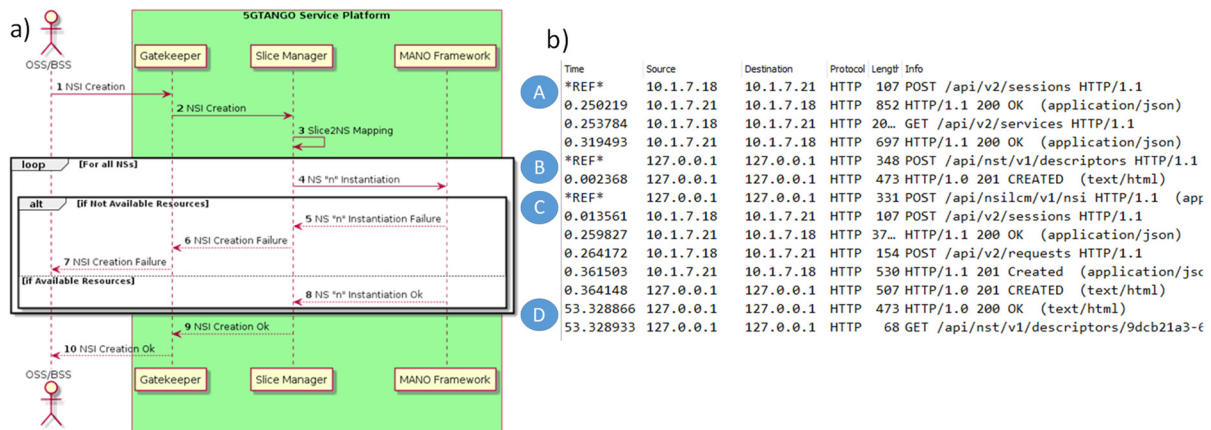 a)
5GTANGO Service Platform
OSS/BSS
Gatekeeper
Slice Manager
MANO Framework
1 NSI Creation
2 NSI Creation
3 Slice2NS Mapping
loop [For all NSs]
4 NS "n" Instantiation
alt [if Not Available Resources]
5 NS "n" Instantiation Failure
6 NSI Creation Failure
7 NSI Creation Failure
[if Available Resources]
8 NS "n" Instantiation Ok
9 NSI Creation Ok
10 NSI Creation Ok
OSS/BSS
Gatekeeper
Slice Manager
MANO Framework
b)
Time Source Destination Protocol Length Info
A
*REF* 10.1.7.18 10.1.7.21 HTTP 107 POST /api/v2/sessions HTTP/1.1
0.250219 10.1.7.21 10.1.7.18 HTTP 852 HTTP/1.1 200 OK (application/json)
0.253784 10.1.7.18 10.1.7.21 HTTP 20… GET /api/v2/services HTTP/1.1
0.319493 10.1.7.21 10.1.7.18 HTTP 697 HTTP/1.1 200 OK (application/json)
B
*REF* 127.0.0.1 127.0.0.1 HTTP 348 POST /api/nst/v1/descriptors HTTP/1.1
0.002368 127.0.0.1 127.0.0.1 HTTP 473 HTTP/1.0 201 CREATED (text/html)
C
*REF* 127.0.0.1 127.0.0.1 HTTP 331 POST /api/nsilcm/v1/nsi HTTP/1.1 (app
0.013561 10.1.7.18 10.1.7.21 HTTP 107 POST /api/v2/sessions HTTP/1.1
0.259827 10.1.7.21 10.1.7.18 HTTP 37… HTTP/1.1 200 OK (application/json)
0.264172 10.1.7.18 10.1.7.21 HTTP 154 POST /api/v2/requests HTTP/1.1
0.361503 10.1.7.21 10.1.7.18 HTTP 530 HTTP/1.1 201 Created (application/jsc
0.364148 127.0.0.1 127.0.0.1 HTTP 507 HTTP/1.0 201 CREATED (text/html)
D
53.328866 127.0.0.1 127.0.0.1 HTTP 473 HTTP/1.0 200 OK (text/html)
53.328933 127.0.0.1 127.0.0.1 HTTP 68 GET /api/nst/v1/descriptors/9dcb21a3-6